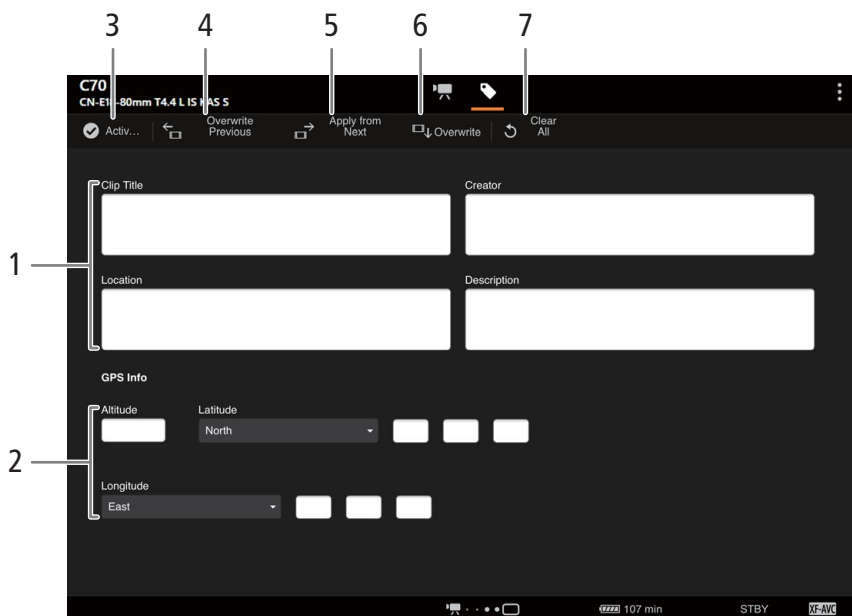 3 4 5 6 7
C70
CN-E18-80mm T4.4 L IS KAS S
Activ...
Overwrite
Previous
Apply from
Next
Overwrite
Clear
All
Clip Title
Creator
1
Location
Description
GPS Info
Altitude
Latitude
North
2
Longitude
East
107 min
STBY
XF-AVC